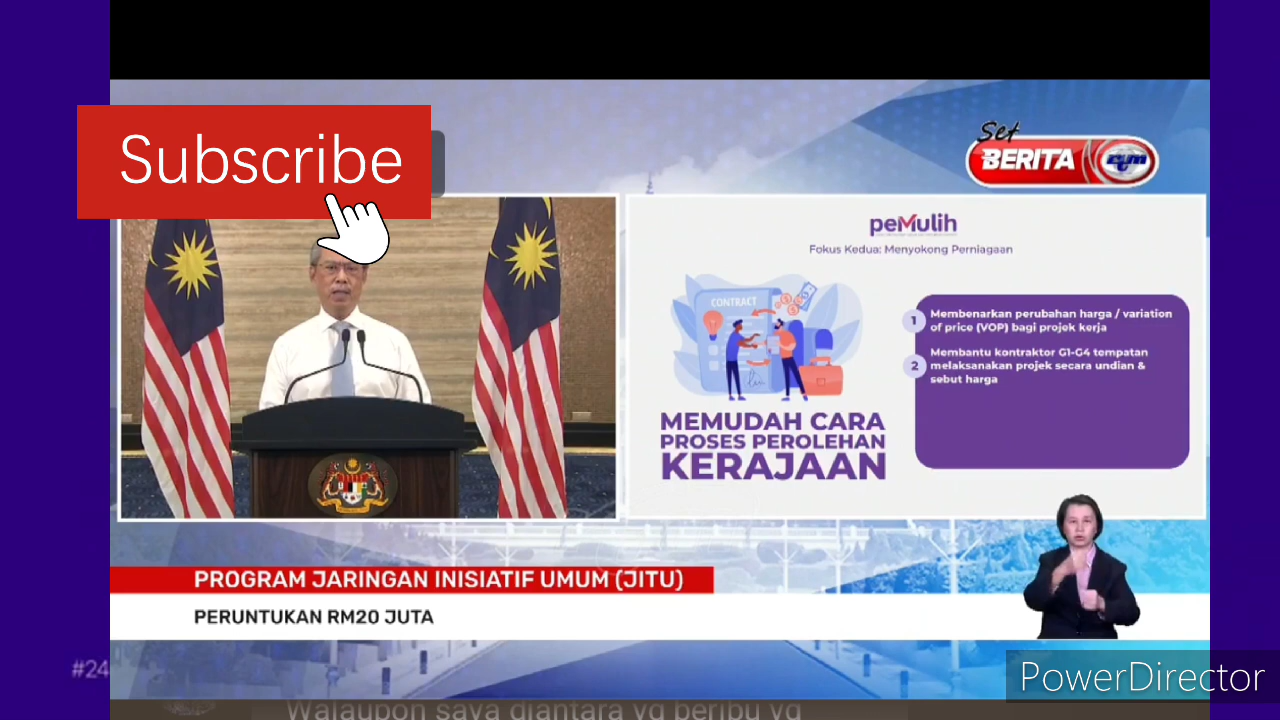 Subscribe
Set
BERITA rtm
peMulih
Fokus Kedua: Menyokong Perniagaan
CONTRACT
1 Membenarkan perubahan harga / variation
of price (VOP) bagi projek kerja
2 Membantu kontraktor G1-G4 tempatan
melaksanakan projek secara undian &
sebut harga
MEMUDAH CARA
PROSES PEROLEHAN
KERAJAAN
PROGRAM JARINGAN INISIATIF UMUM (JITU)
PERUNTUKAN RM20 JUTA
#24
PowerDirector
Walaupon saya diantara yg beribu yg